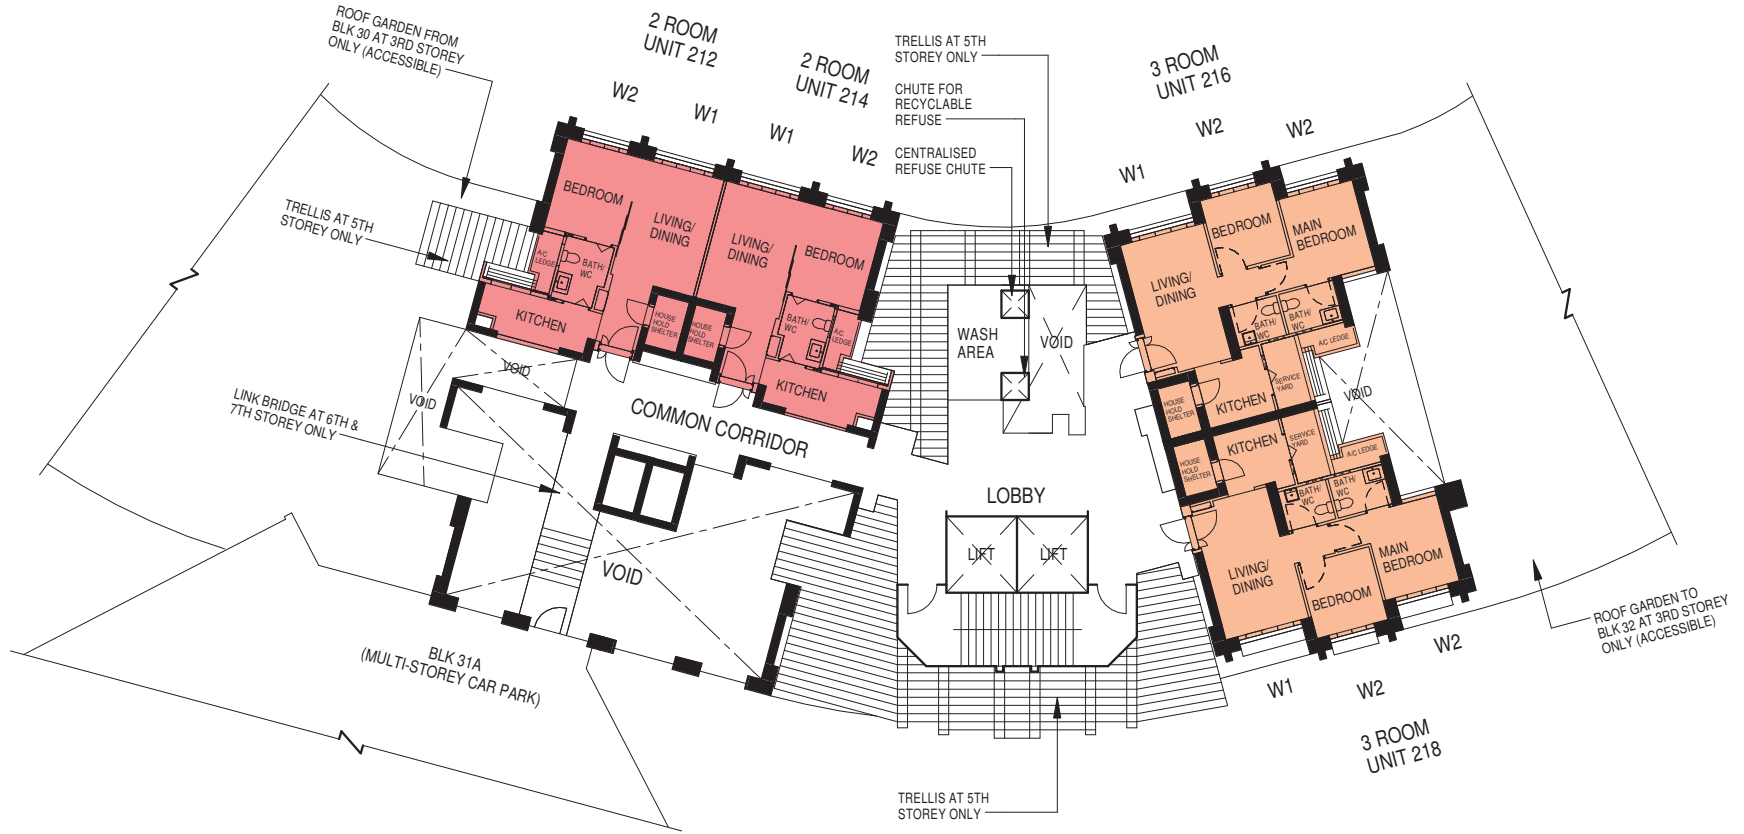 ROOF GARDEN FROM
BLK 30 AT 3RD STOREY
ONLY (ACCESSIBLE)
2 ROOM
UNIT 212
2 ROOM
UNIT 214
TRELLIS AT 5TH
STOREY ONLY
CHUTE FOR
RECYCLABLE
REFUSE
CENTRALISED
REFUSE CHUTE
3 ROOM
UNIT 216
W2
W1
W1
W2
W1
W2
W2
TRELLIS AT 5TH
STOREY ONLY
BEDROOM
LIVING/
DINING
A/C
LEDGE
BATH/
WC
KITCHEN
HOUSE
HOLD
SHELTER
LIVING/
DINING
BEDROOM
HOUSE
HOLD
SHELTER
BATH/
WC
A/C
LEDGE
KITCHEN
WASH
AREA
VOID
BEDROOM
MAIN
BEDROOM
LIVING/
DINING
BATH/
WC
BATH/
WC
A/C LEDGE
HOUSE
HOLD
SHELTER
KITCHEN
SERVICE
YARD
VOID
KITCHEN
SERVICE
YARD
A/C LEDGE
HOUSE
HOLD
SHELTER
BATH/
WC
BATH/
WC
LIVING/
DINING
BEDROOM
MAIN
BEDROOM
VOID
VOID
LINK BRIDGE AT 6TH &
7TH STOREY ONLY
COMMON CORRIDOR
LOBBY
LIFT
LIFT
VOID
BLK 31A
(MULTI-STOREY CAR PARK)
ROOF GARDEN TO
BLK 32 AT 3RD STOREY
ONLY (ACCESSIBLE)
W1
W2
W2
3 ROOM
UNIT 218
TRELLIS AT 5TH
STOREY ONLY